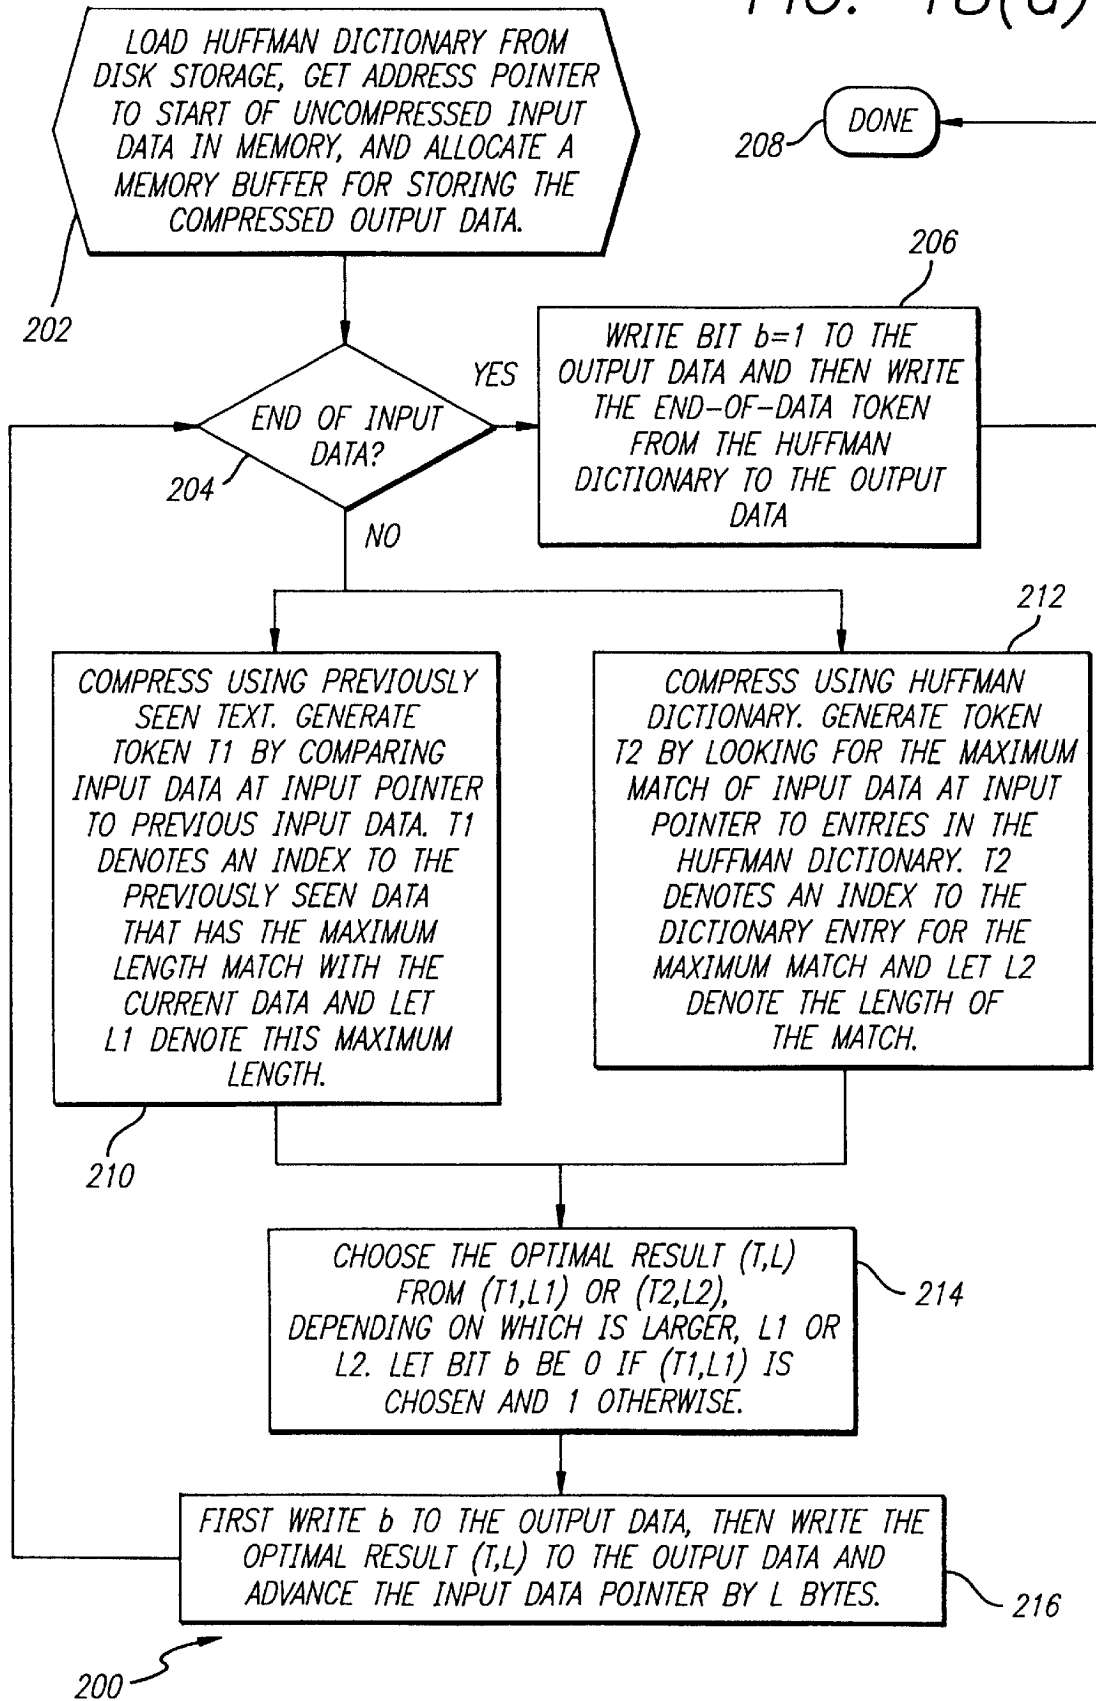 FIG. 18(a)
LOAD HUFFMAN DICTIONARY FROM
DISK STORAGE, GET ADDRESS POINTER
TO START OF UNCOMPRESSED INPUT
DATA IN MEMORY, AND ALLOCATE A
MEMORY BUFFER FOR STORING THE
COMPRESSED OUTPUT DATA.
202
DONE
208
END OF INPUT
DATA?
204
YES
NO
206
WRITE BIT b=1 TO THE
OUTPUT DATA AND THEN WRITE
THE END-OF-DATA TOKEN
FROM THE HUFFMAN
DICTIONARY TO THE OUTPUT
DATA
COMPRESS USING PREVIOUSLY
SEEN TEXT. GENERATE
TOKEN T1 BY COMPARING
INPUT DATA AT INPUT POINTER
TO PREVIOUS INPUT DATA. T1
DENOTES AN INDEX TO THE
PREVIOUSLY SEEN DATA
THAT HAS THE MAXIMUM
LENGTH MATCH WITH THE
CURRENT DATA AND LET
L1 DENOTE THIS MAXIMUM
LENGTH.
210
212
COMPRESS USING HUFFMAN
DICTIONARY. GENERATE TOKEN
T2 BY LOOKING FOR THE MAXIMUM
MATCH OF INPUT DATA AT INPUT
POINTER TO ENTRIES IN THE
HUFFMAN DICTIONARY. T2
DENOTES AN INDEX TO THE
DICTIONARY ENTRY FOR THE
MAXIMUM MATCH AND LET L2
DENOTE THE LENGTH OF
THE MATCH.
CHOOSE THE OPTIMAL RESULT (T,L)
FROM (T1,L1) OR (T2,L2),
DEPENDING ON WHICH IS LARGER, L1 OR
L2. LET BIT b BE 0 IF (T1,L1) IS
CHOSEN AND 1 OTHERWISE.
214
FIRST WRITE b TO THE OUTPUT DATA, THEN WRITE THE
OPTIMAL RESULT (T,L) TO THE OUTPUT DATA AND
ADVANCE THE INPUT DATA POINTER BY L BYTES.
216
200